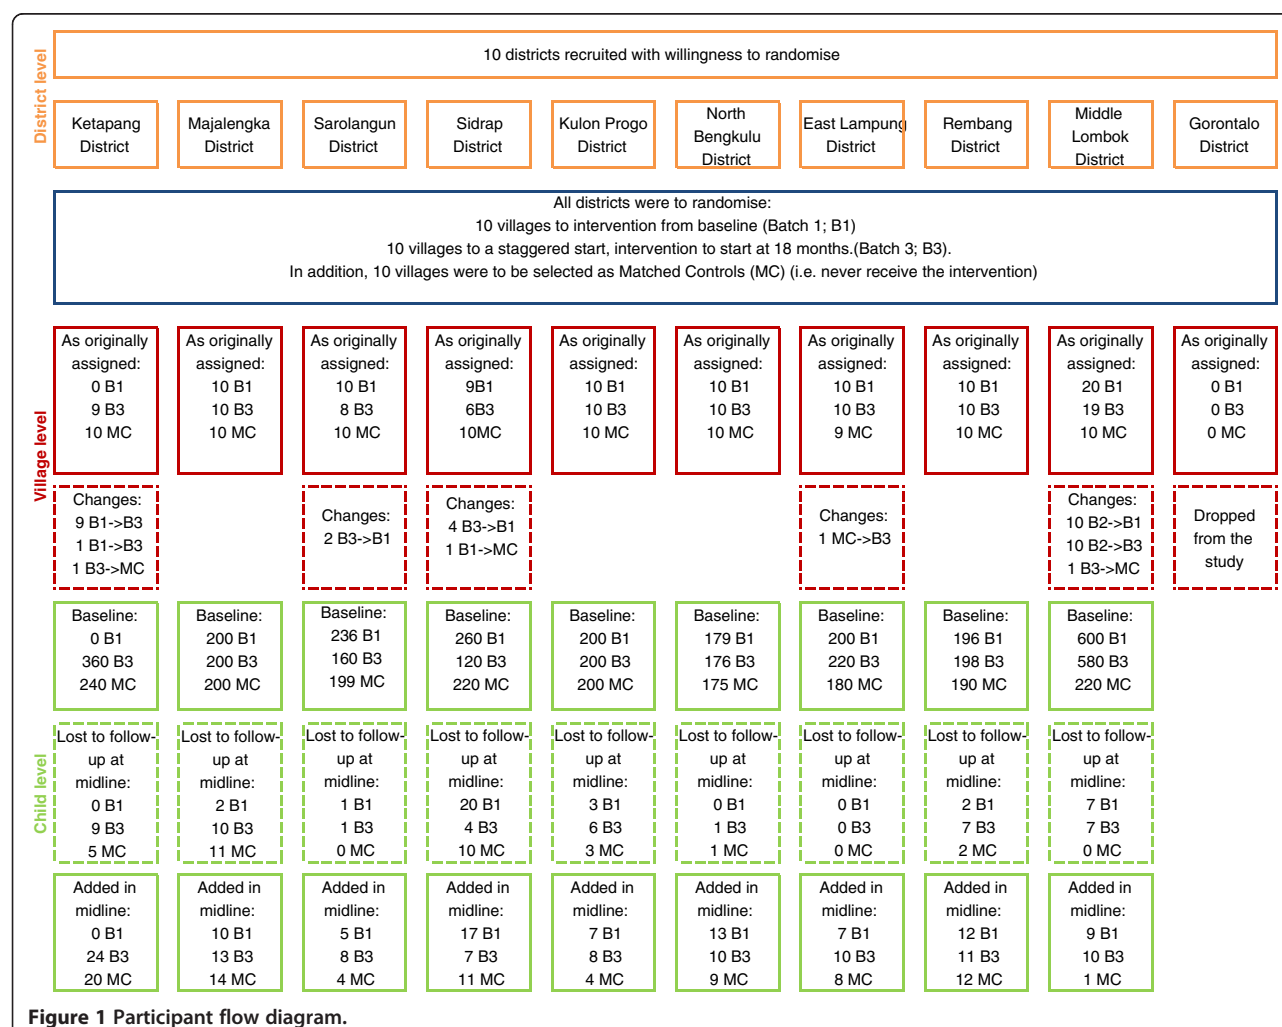 District level
10 districts recruited with willingness to randomise
Ketapang
District
Majalengka
District
Sarolangun
District
Sidrap
District
Kulon Progo
District
North
Bengkulu
District
East Lampung
District
Rembang
District
Middle
Lombok
District
Gorontalo
District
All districts were to randomise:
10 villages to intervention from baseline (Batch 1; B1)
10 villages to a staggered start, intervention to start at 18 months.(Batch 3; B3).
In addition, 10 villages were to be selected as Matched Controls (MC) (i.e. never receive the intervention)
Village level
As originally
assigned:
0 B1
9 B3
10 MC
As originally
assigned:
10 B1
10 B3
10 MC
As originally
assigned:
10 B1
8 B3
10 MC
As originally
assigned:
9B1
6B3
10MC
As originally
assigned:
10 B1
10 B3
10 MC
As originally
assigned:
10 B1
10 B3
10 MC
As originally
assigned:
10 B1
10 B3
9 MC
As originally
assigned:
10 B1
10 B3
10 MC
As originally
assigned:
20 B1
19 B3
10 MC
As originally
assigned:
0 B1
0 B3
0 MC
Changes:
9 B1->B3
1 B1->B3
1 B3->MC
Changes:
2 B3->B1
Changes:
4 B3->B1
1 B1->MC
Changes:
1 MC->B3
Changes:
10 B2->B1
10 B2->B3
1 B3->MC
Dropped
from the
study
Child level
Baseline:
0 B1
360 B3
240 MC
Baseline:
200 B1
200 B3
200 MC
Baseline:
236 B1
160 B3
199 MC
Baseline:
260 B1
120 B3
220 MC
Baseline:
200 B1
200 B3
200 MC
Baseline:
179 B1
176 B3
175 MC
Baseline:
200 B1
220 B3
180 MC
Baseline:
196 B1
198 B3
190 MC
Baseline:
600 B1
580 B3
220 MC
Lost to follow-
up at
midline:
0 B1
9 B3
5 MC
Lost to follow-
up at
midline:
2 B1
10 B3
11 MC
Lost to follow-
up at
midline:
1 B1
1 B3
0 MC
Lost to follow-
up at
midline:
20 B1
4 B3
10 MC
Lost to follow-
up at
midline:
3 B1
6 B3
3 MC
Lost to follow-
up at
midline:
0 B1
1 B3
1 MC
Lost to follow-
up at
midline:
0 B1
0 B3
0 MC
Lost to follow-
up at
midline:
2 B1
7 B3
2 MC
Lost to follow-
up at
midline:
7 B1
7 B3
0 MC
Added in
midline:
0 B1
24 B3
20 MC
Added in
midline:
10 B1
13 B3
14 MC
Added in
midline:
5 B1
8 B3
4 MC
Added in
midline:
17 B1
7 B3
11 MC
Added in
midline:
7 B1
8 B3
4 MC
Added in
midline:
13 B1
10 B3
9 MC
Added in
midline:
7 B1
10 B3
8 MC
Added in
midline:
12 B1
11 B3
12 MC
Added in
midline:
9 B1
10 B3
1 MC
Figure 1 Participant flow diagram.